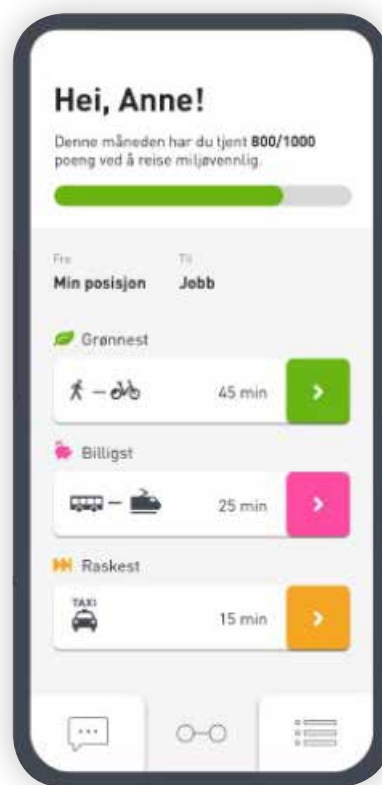 Hei, Anne!
Denne måneden har du tjent 800/1000
poeng ved å reise miljøvennlig.
Fra Til
Min posisjon Jobb
Grønnest
45 min
Billigst
25 min
Raskest
TAXI
15 min